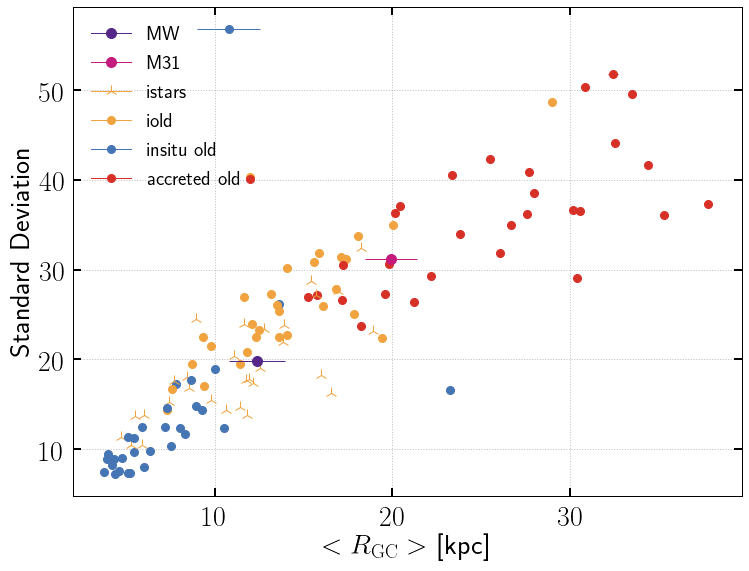 MW
M31
istars
iold
insitu old
accreted old
50
40
30
20
10
Standard Deviation
10 20 30
< R_GC > [kpc]